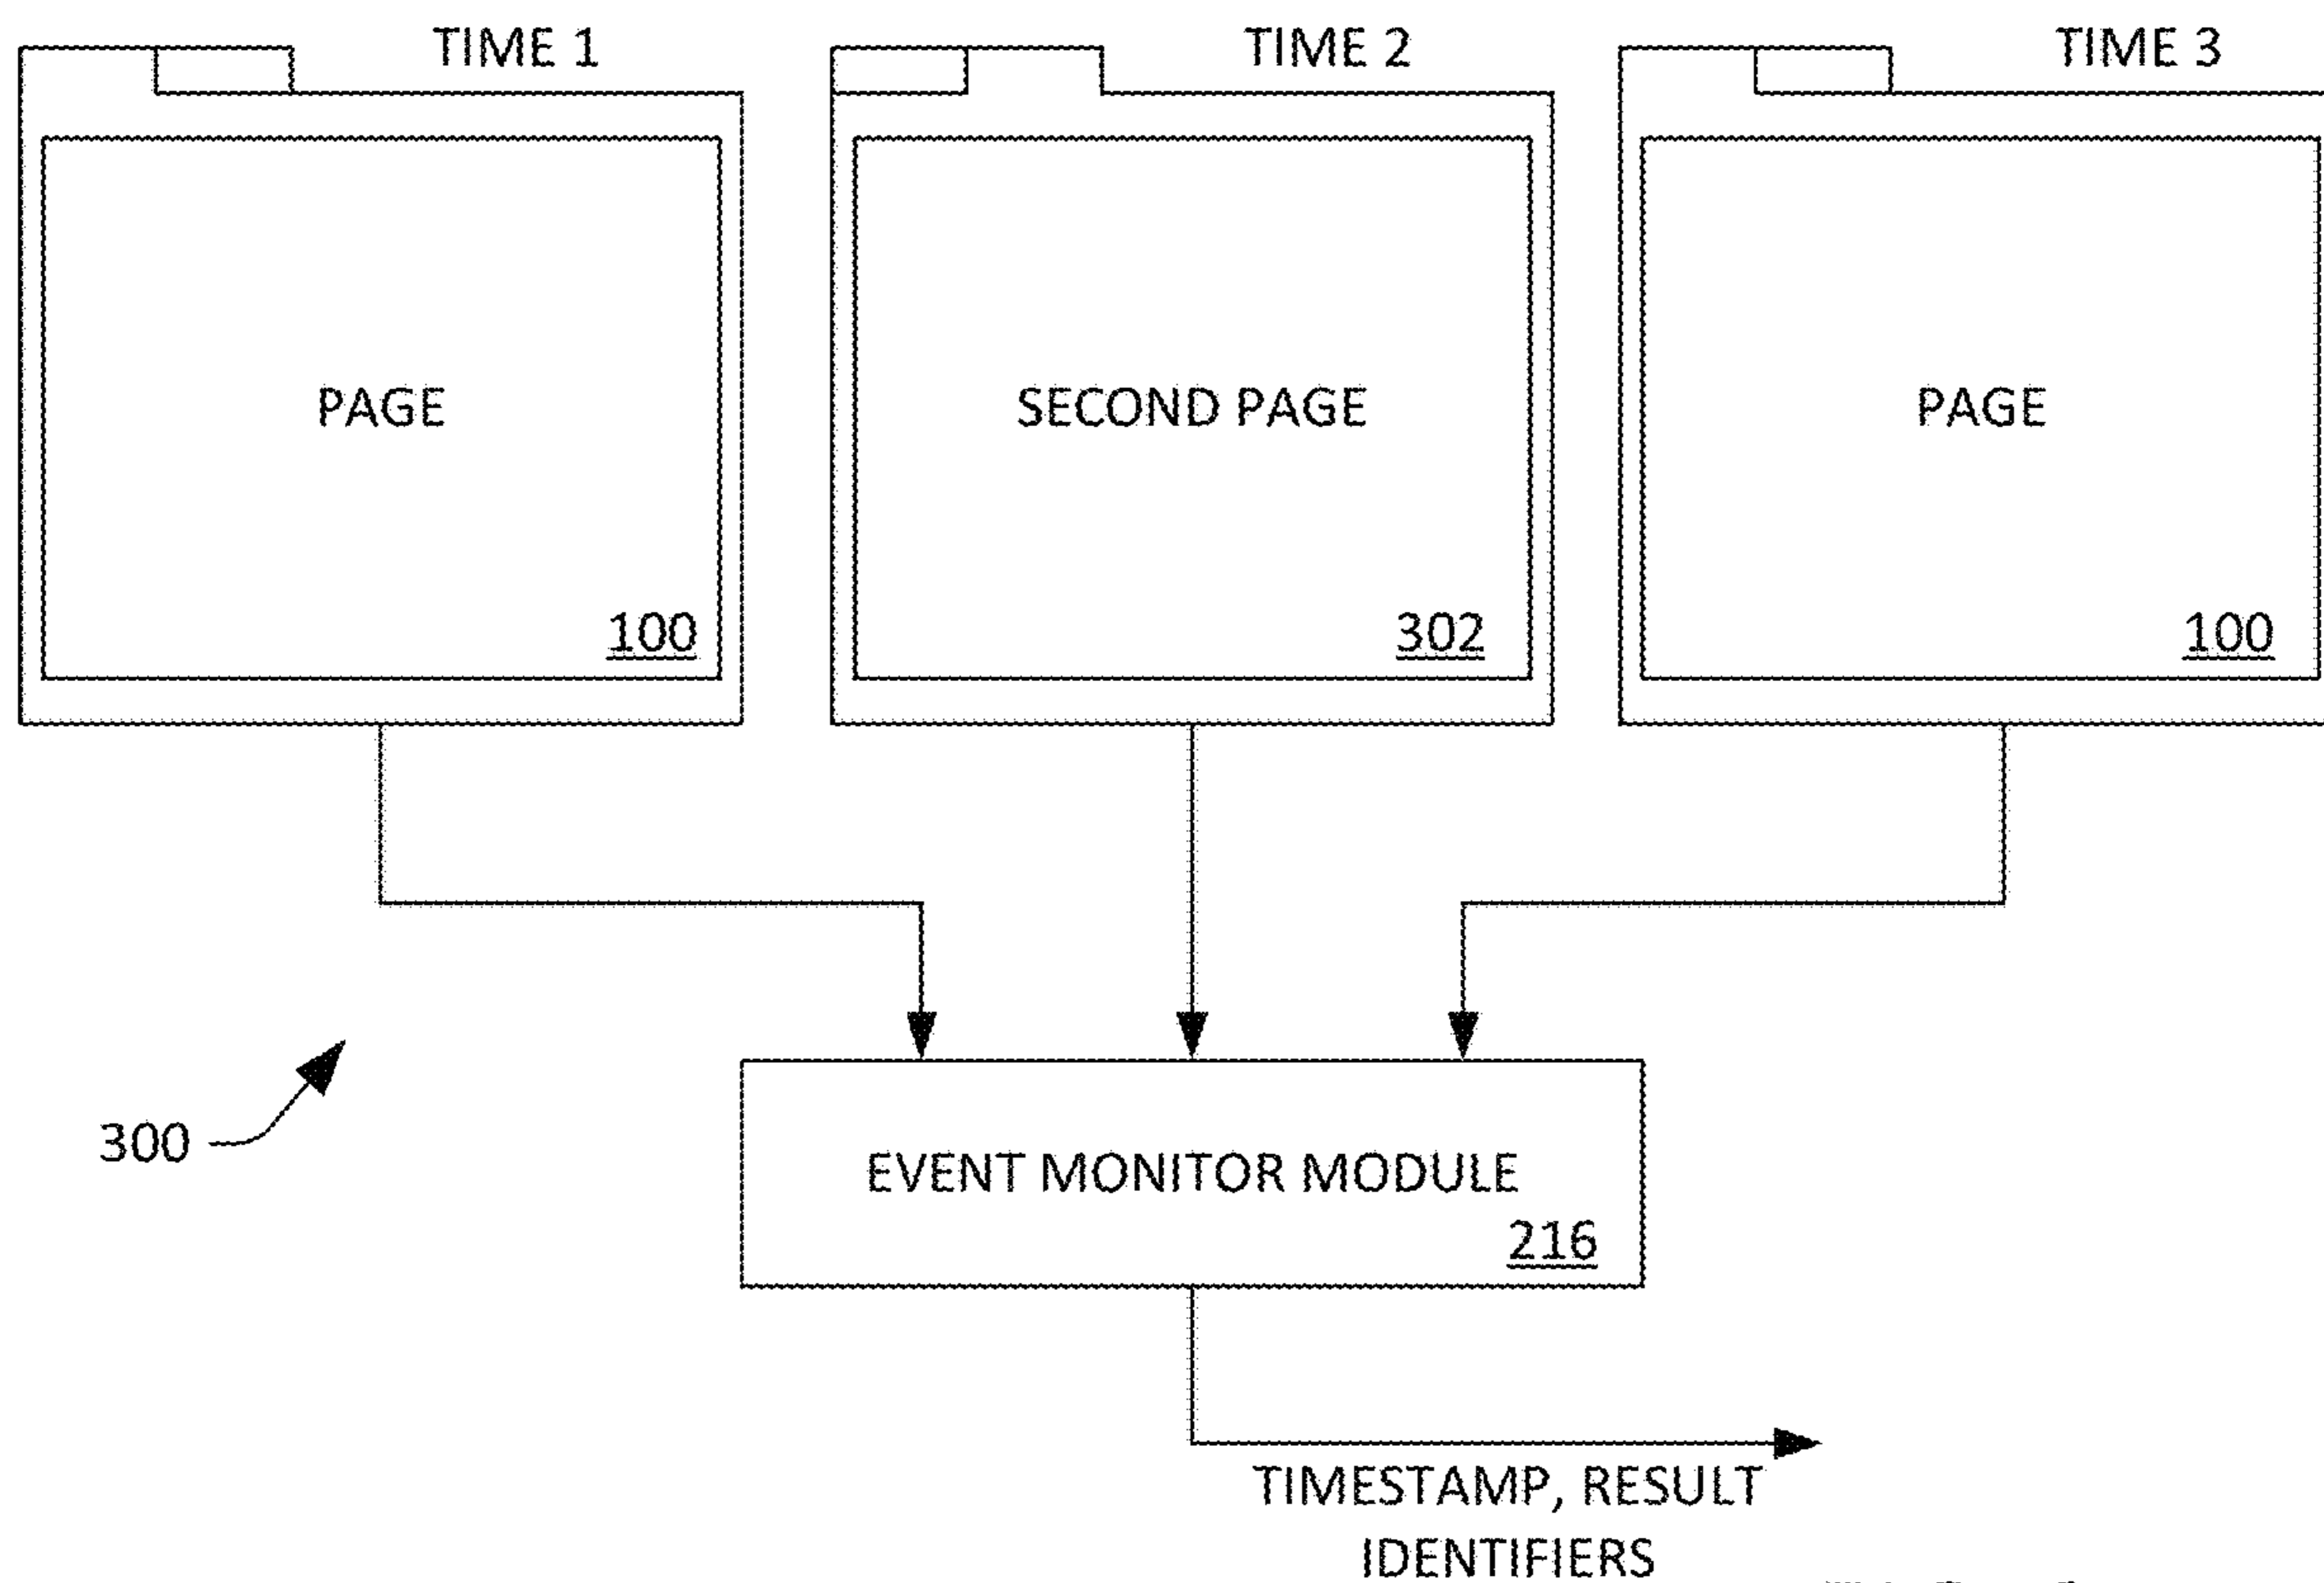 TIME 1
TIME 2
TIME 3
PAGE
SECOND PAGE
PAGE
100
302
100
300
EVENT MONITOR MODULE
216
TIMESTAMP, RESULT
IDENTIFIERS